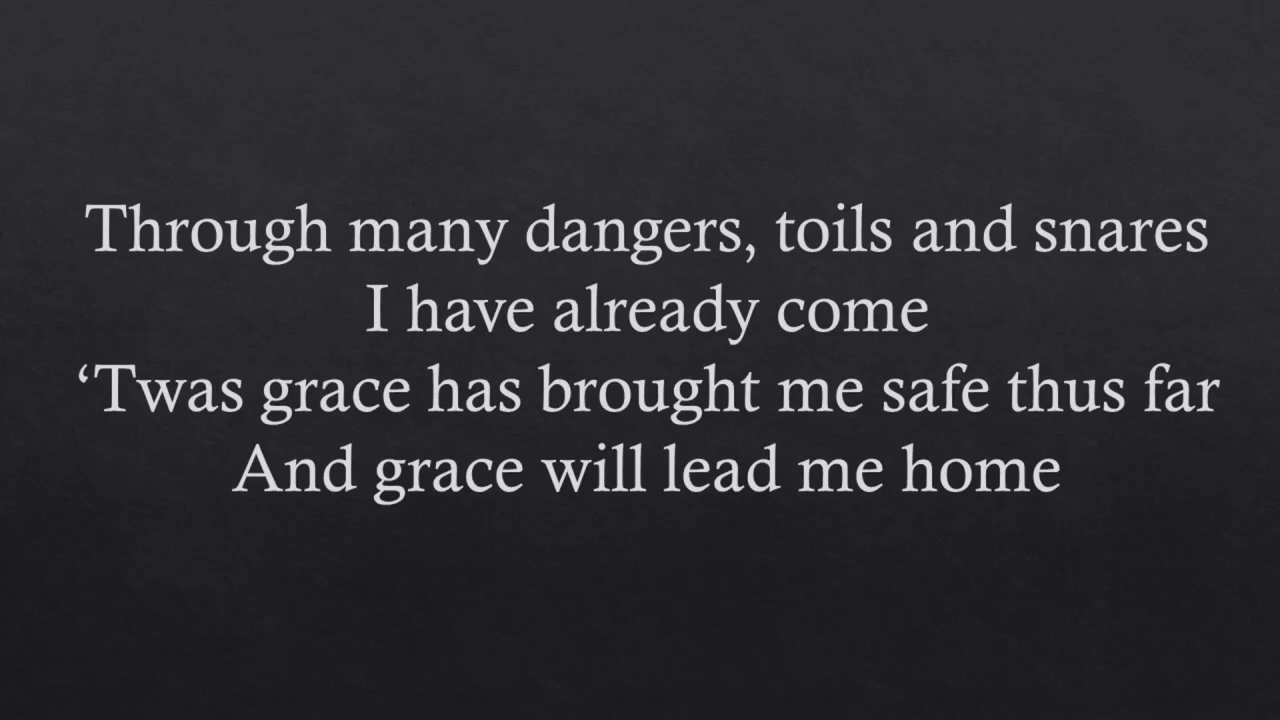 Through many dangers, toils and snares
I have already come
‘Twas grace has brought me safe thus far
And grace will lead me home